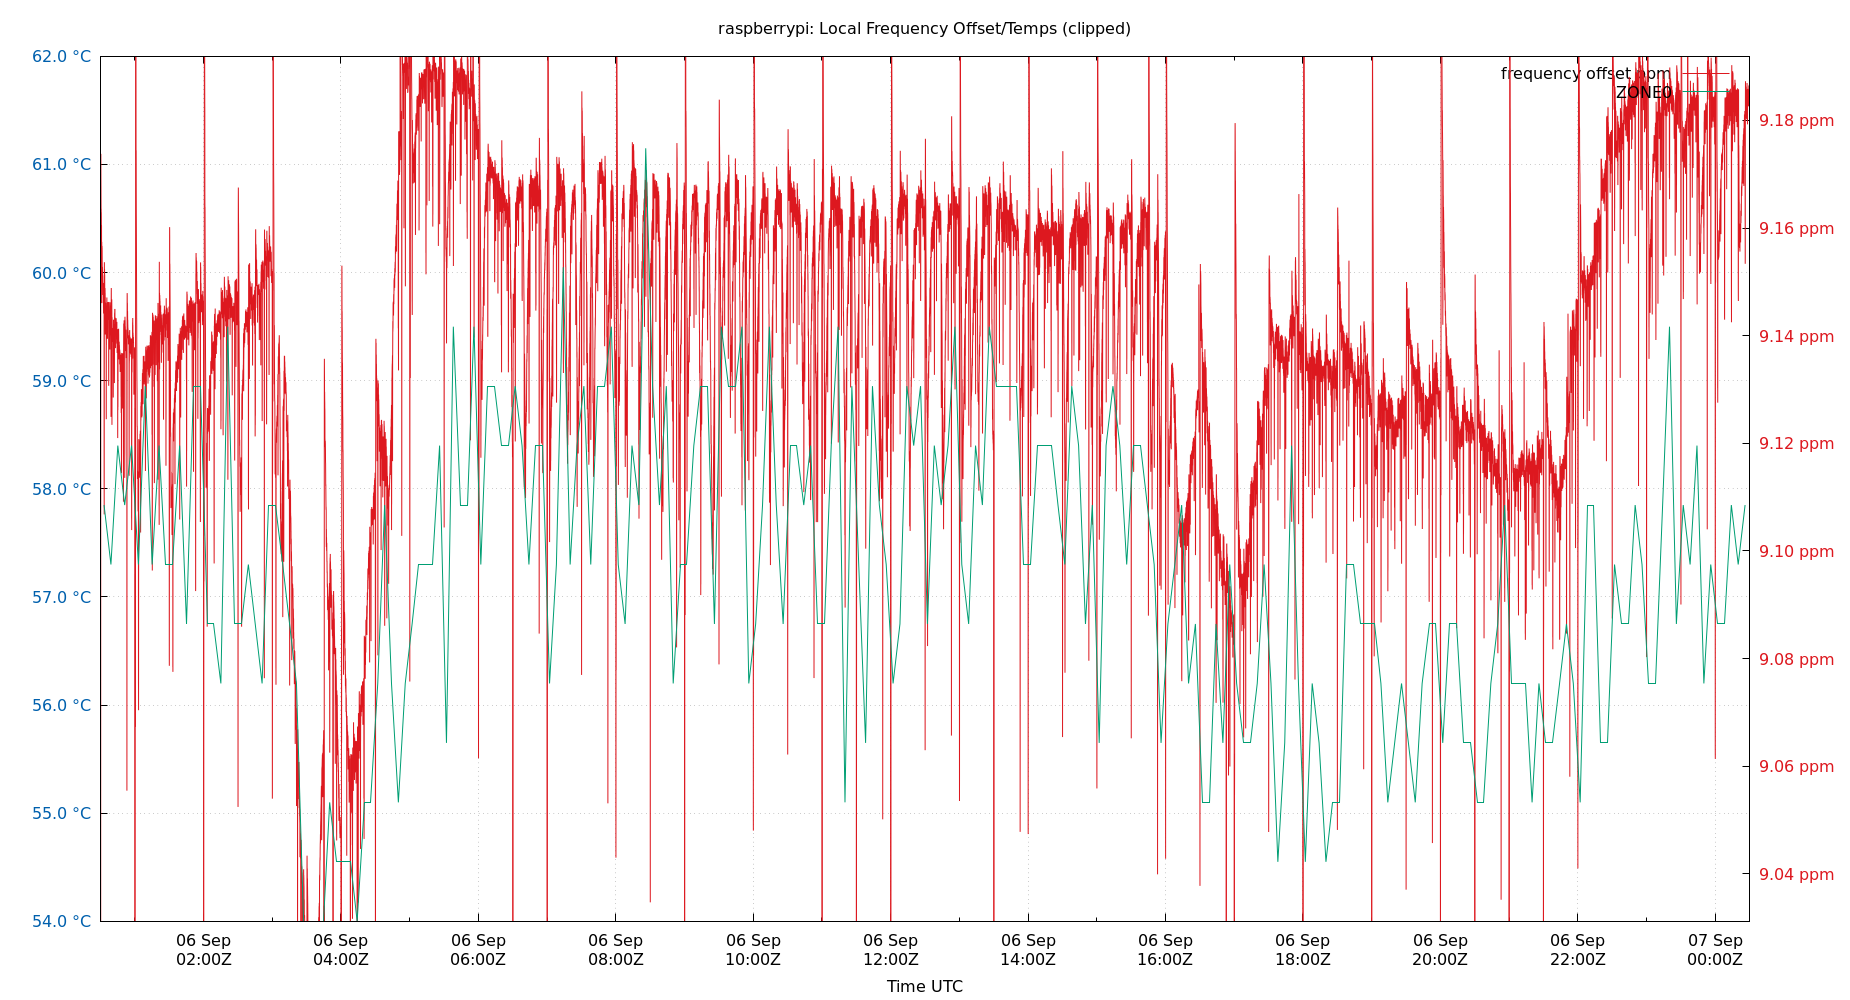 raspberrypi: Local Frequency Offset/Temps (clipped)
62.0 °C
61.0 °C
60.0 °C
59.0 °C
58.0 °C
57.0 °C
56.0 °C
55.0 °C
54.0 °C
frequency offset ppm
ZONE0
9.18 ppm
9.16 ppm
9.14 ppm
9.12 ppm
9.10 ppm
9.08 ppm
9.06 ppm
9.04 ppm
06 Sep
02:00Z
06 Sep
04:00Z
06 Sep
06:00Z
06 Sep
08:00Z
06 Sep
10:00Z
06 Sep
12:00Z
06 Sep
14:00Z
06 Sep
16:00Z
06 Sep
18:00Z
06 Sep
20:00Z
06 Sep
22:00Z
07 Sep
00:00Z
Time UTC